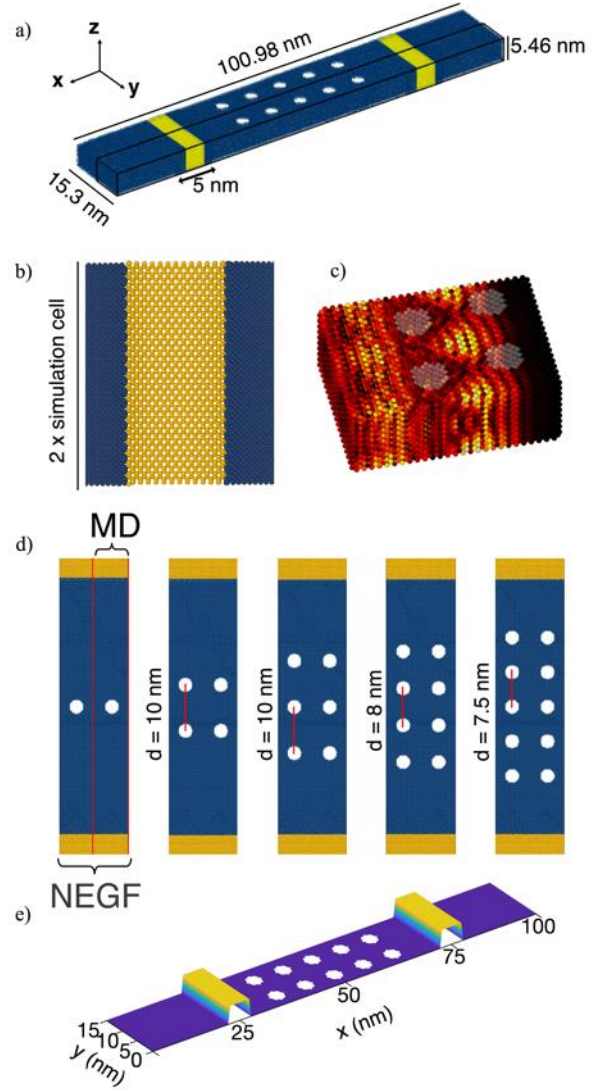 a)
z
x
y
100.98 nm
5.46 nm
15.3 nm
5 nm
b)
2 x simulation cell
c)
d)
MD
d = 10 nm
d = 10 nm
d = 8 nm
d = 7.5 nm
NEGF
e)
15
10
5
0
y (nm)
25
50
75
100
x (nm)